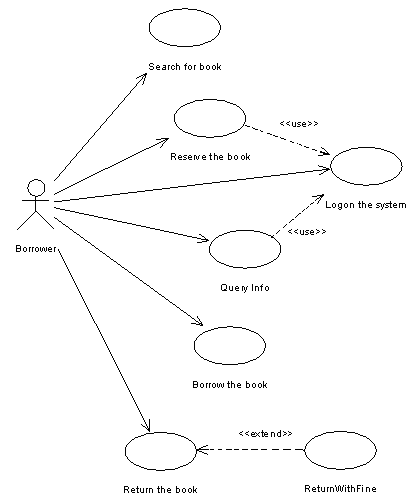 Search for book
<<use>>
Reserve the book
Logon the system
<<use>>
Borrower
Query Info
Borrow the book
<<extend>>
Return the book
ReturnWithFine